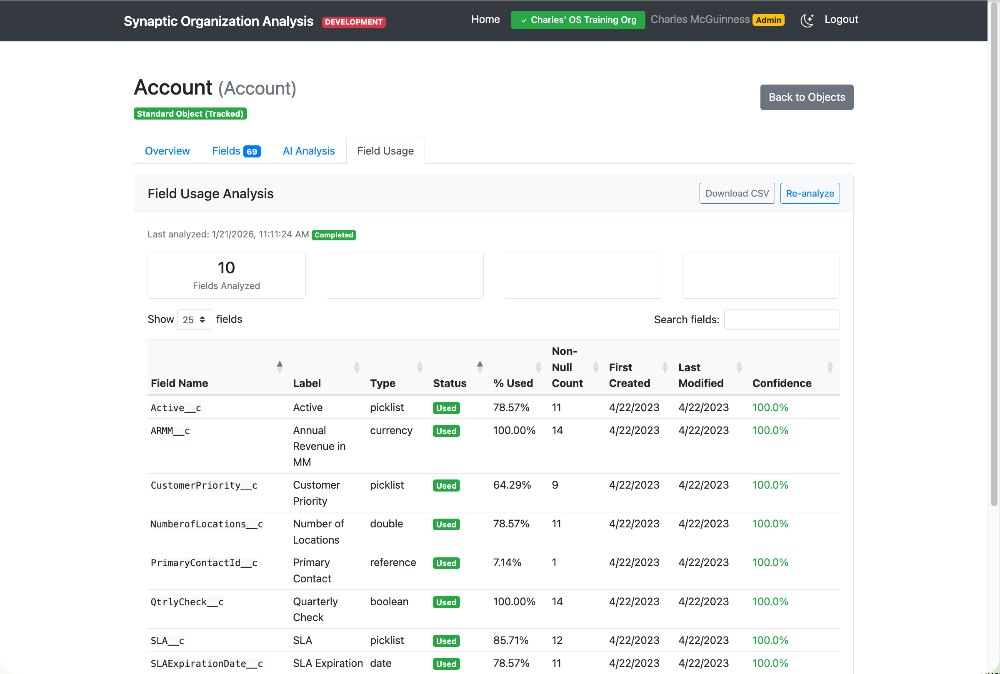 Synaptic Organization Analysis DEVELOPMENT Home ✓ Charles' OS Training Org Charles McGuinness Admin Logout
Account (Account)
Back to Objects
Standard Object (Tracked)
Overview Fields 69 AI Analysis Field Usage
Field Usage Analysis Download CSV Re-analyze
Last analyzed: 1/21/2026, 11:11:24 AM Completed
10
Fields Analyzed
Show 25 fields Search fields:
Field Name Label Type Status % Used Non-Null Count First Created Last Modified Confidence
Active__c Active picklist Used 78.57% 11 4/22/2023 4/22/2023 100.0%
ARMM__c Annual Revenue in MM currency Used 100.00% 14 4/22/2023 4/22/2023 100.0%
CustomerPriority__c Customer Priority picklist Used 64.29% 9 4/22/2023 4/22/2023 100.0%
NumberofLocations__c Number of Locations double Used 78.57% 11 4/22/2023 4/22/2023 100.0%
PrimaryContactId__c Primary Contact reference Used 7.14% 1 4/22/2023 4/22/2023 100.0%
QtrlyCheck__c Quarterly Check boolean Used 100.00% 14 4/22/2023 4/22/2023 100.0%
SLA__c SLA picklist Used 85.71% 12 4/22/2023 4/22/2023 100.0%
SLAExpirationDate__c SLA Expiration date Used 78.57% 11 4/22/2023 4/22/2023 100.0%